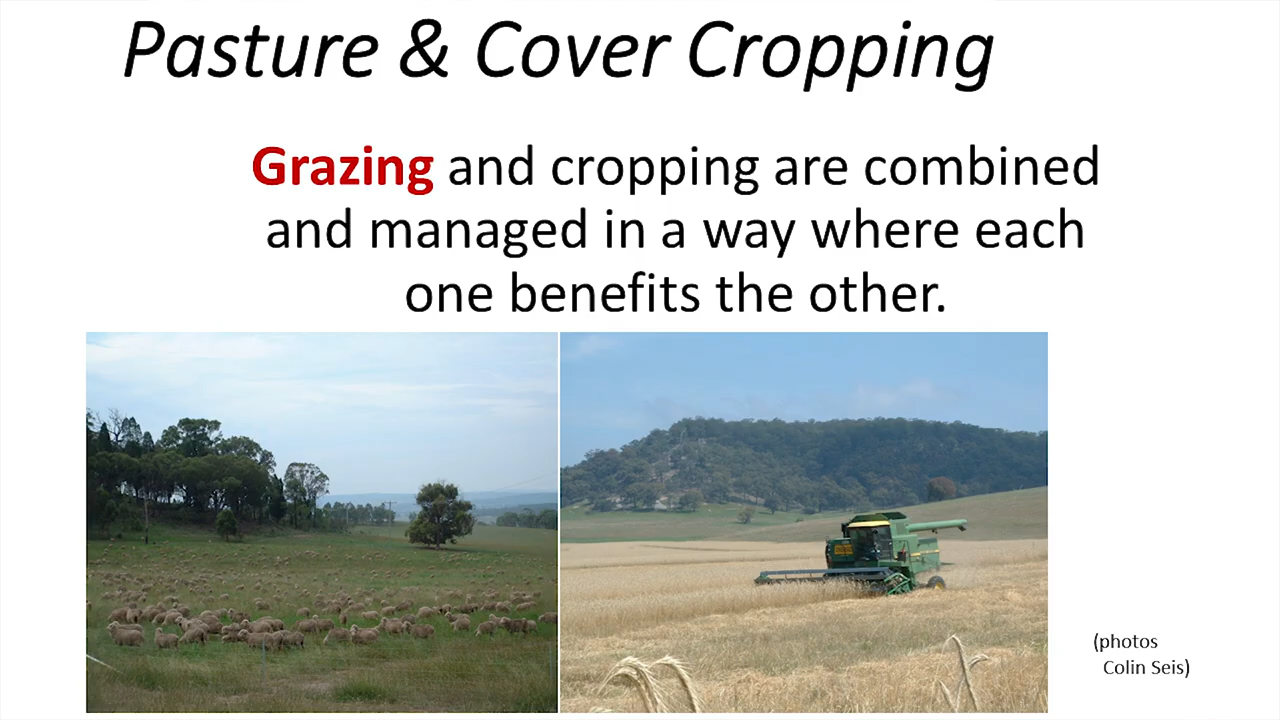 Pasture & Cover Cropping
Grazing and cropping are combined
and managed in a way where each
one benefits the other.
(photos
Colin Seis)